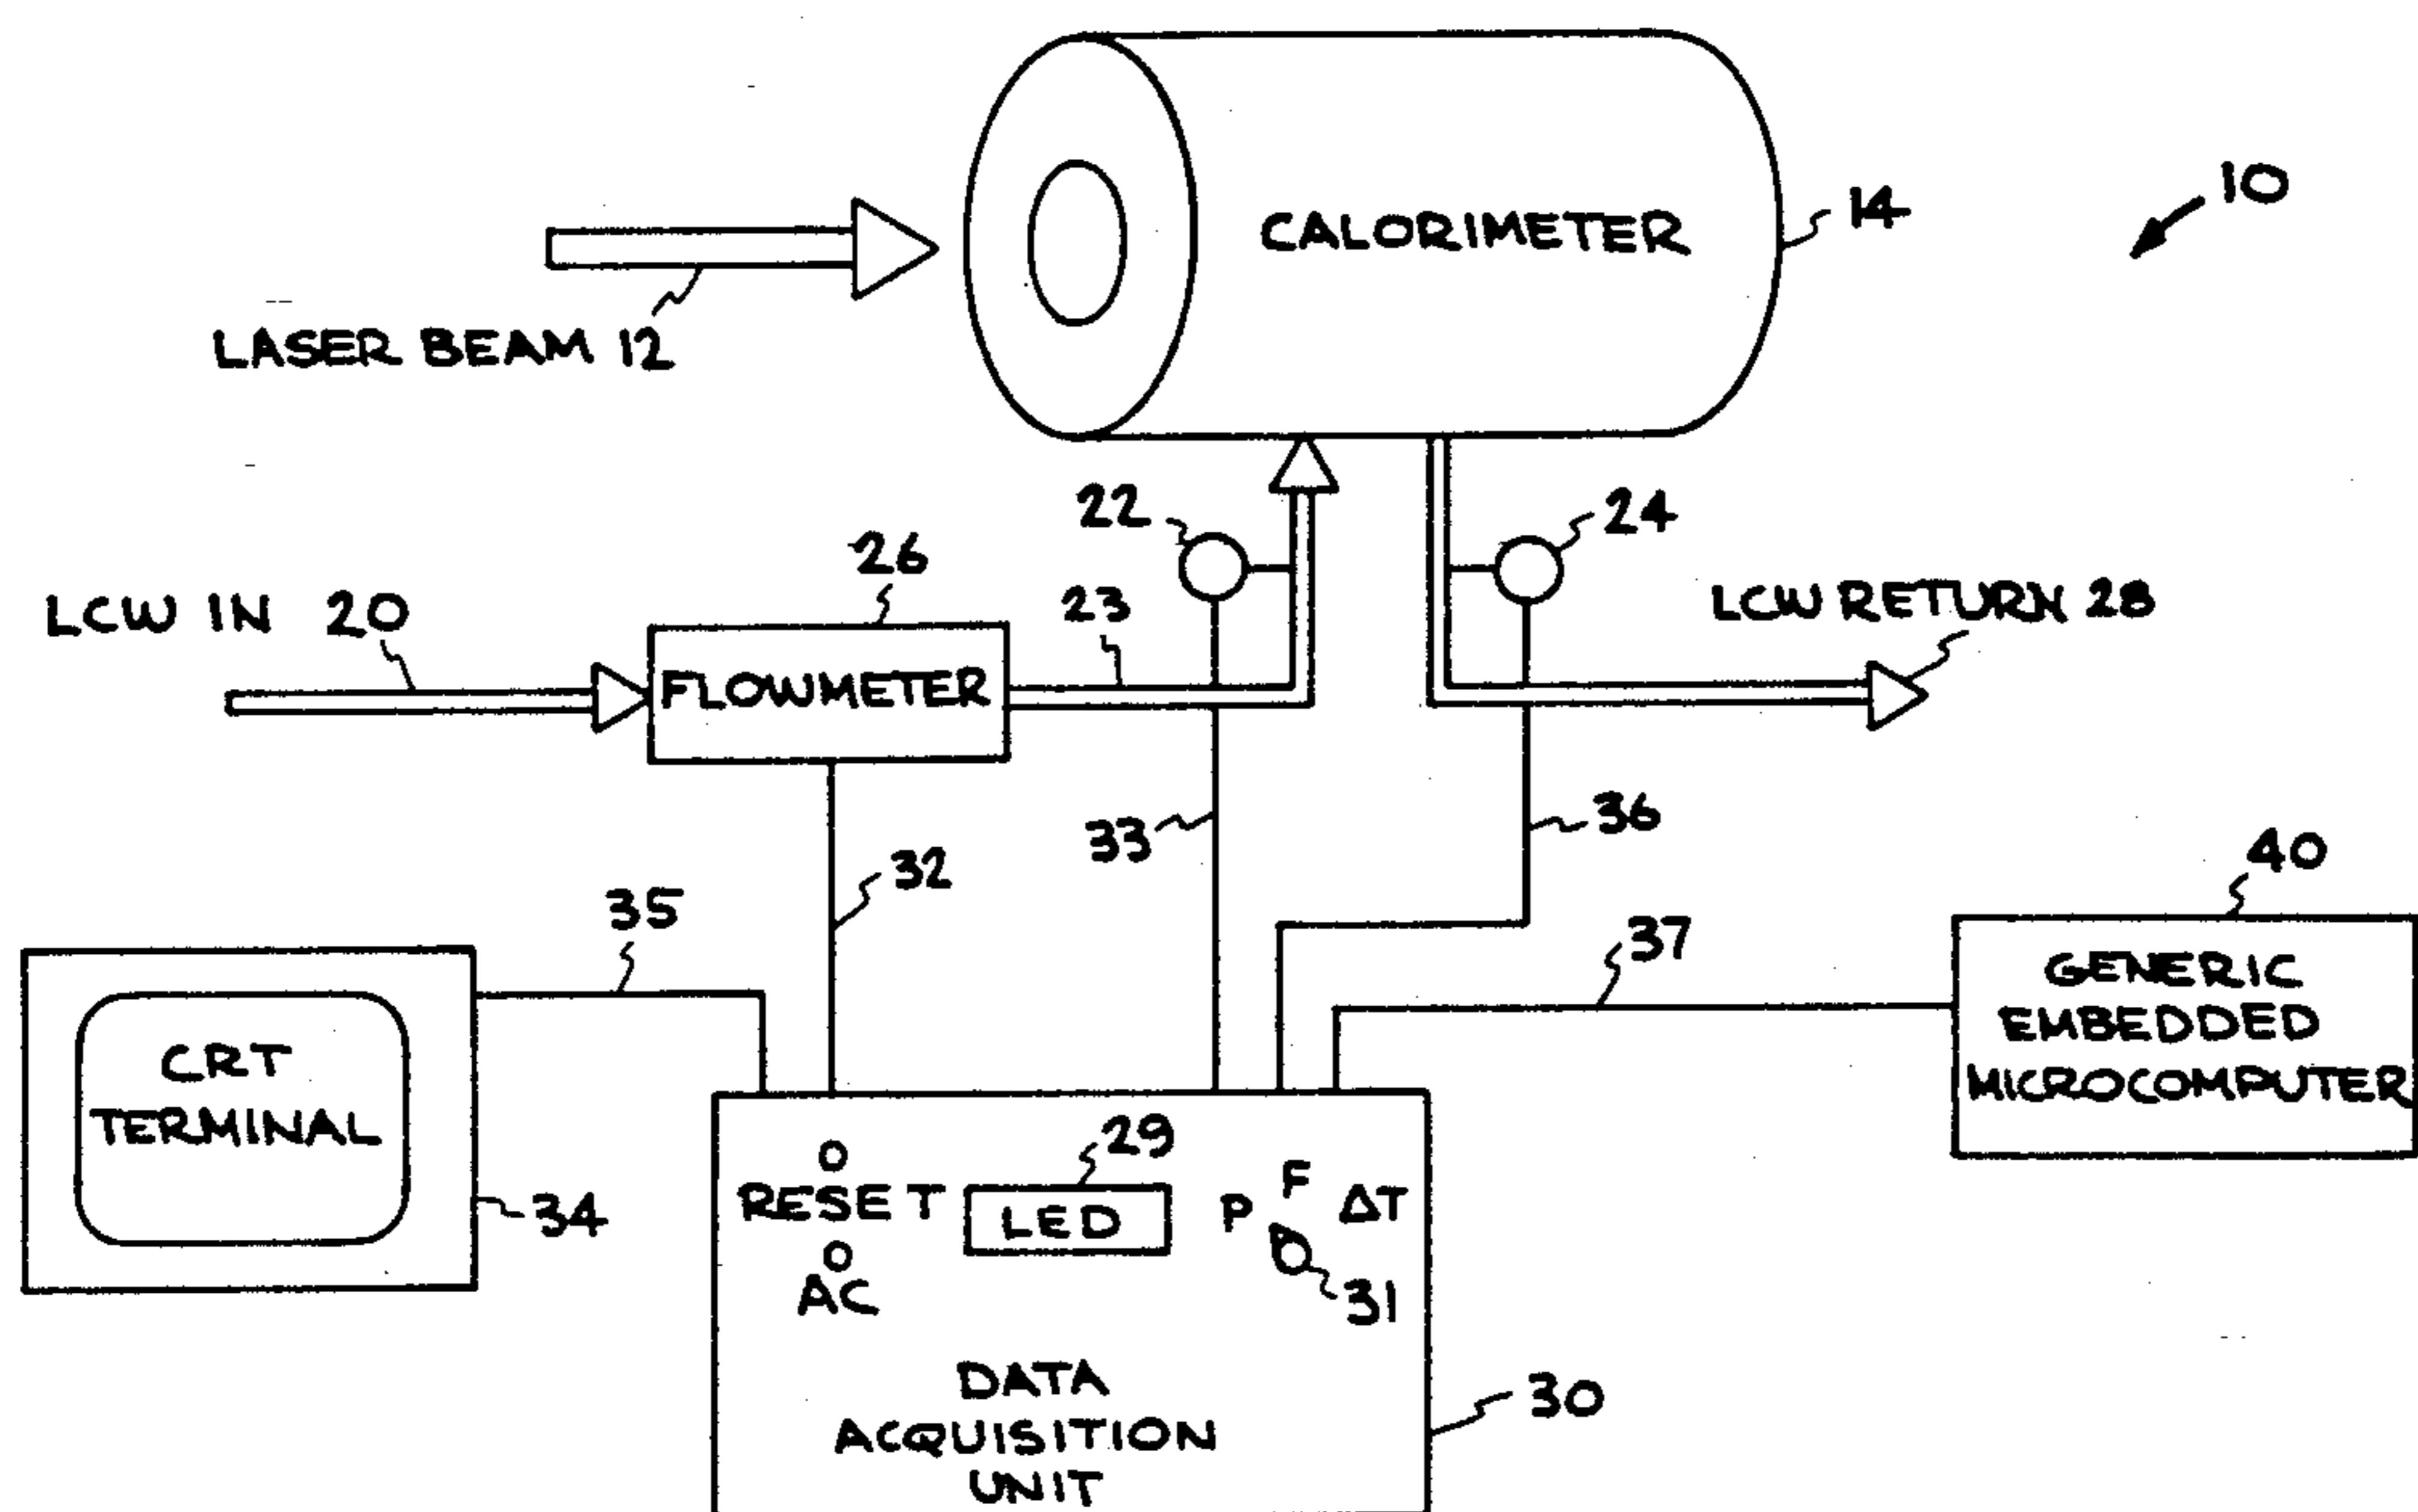 CALORIMETER
14
10
LASER BEAM 12
22
24
26
23
LCW IN 20
LCW RETURN 28
FLOWMETER
33
36
32
40
35
37
GENERIC
EMBEDDED
MICROCOMPUTER
CRT
TERMINAL
34
29
RESET
LED
P F ΔT
AC
31
DATA
ACQUISITION
UNIT
30